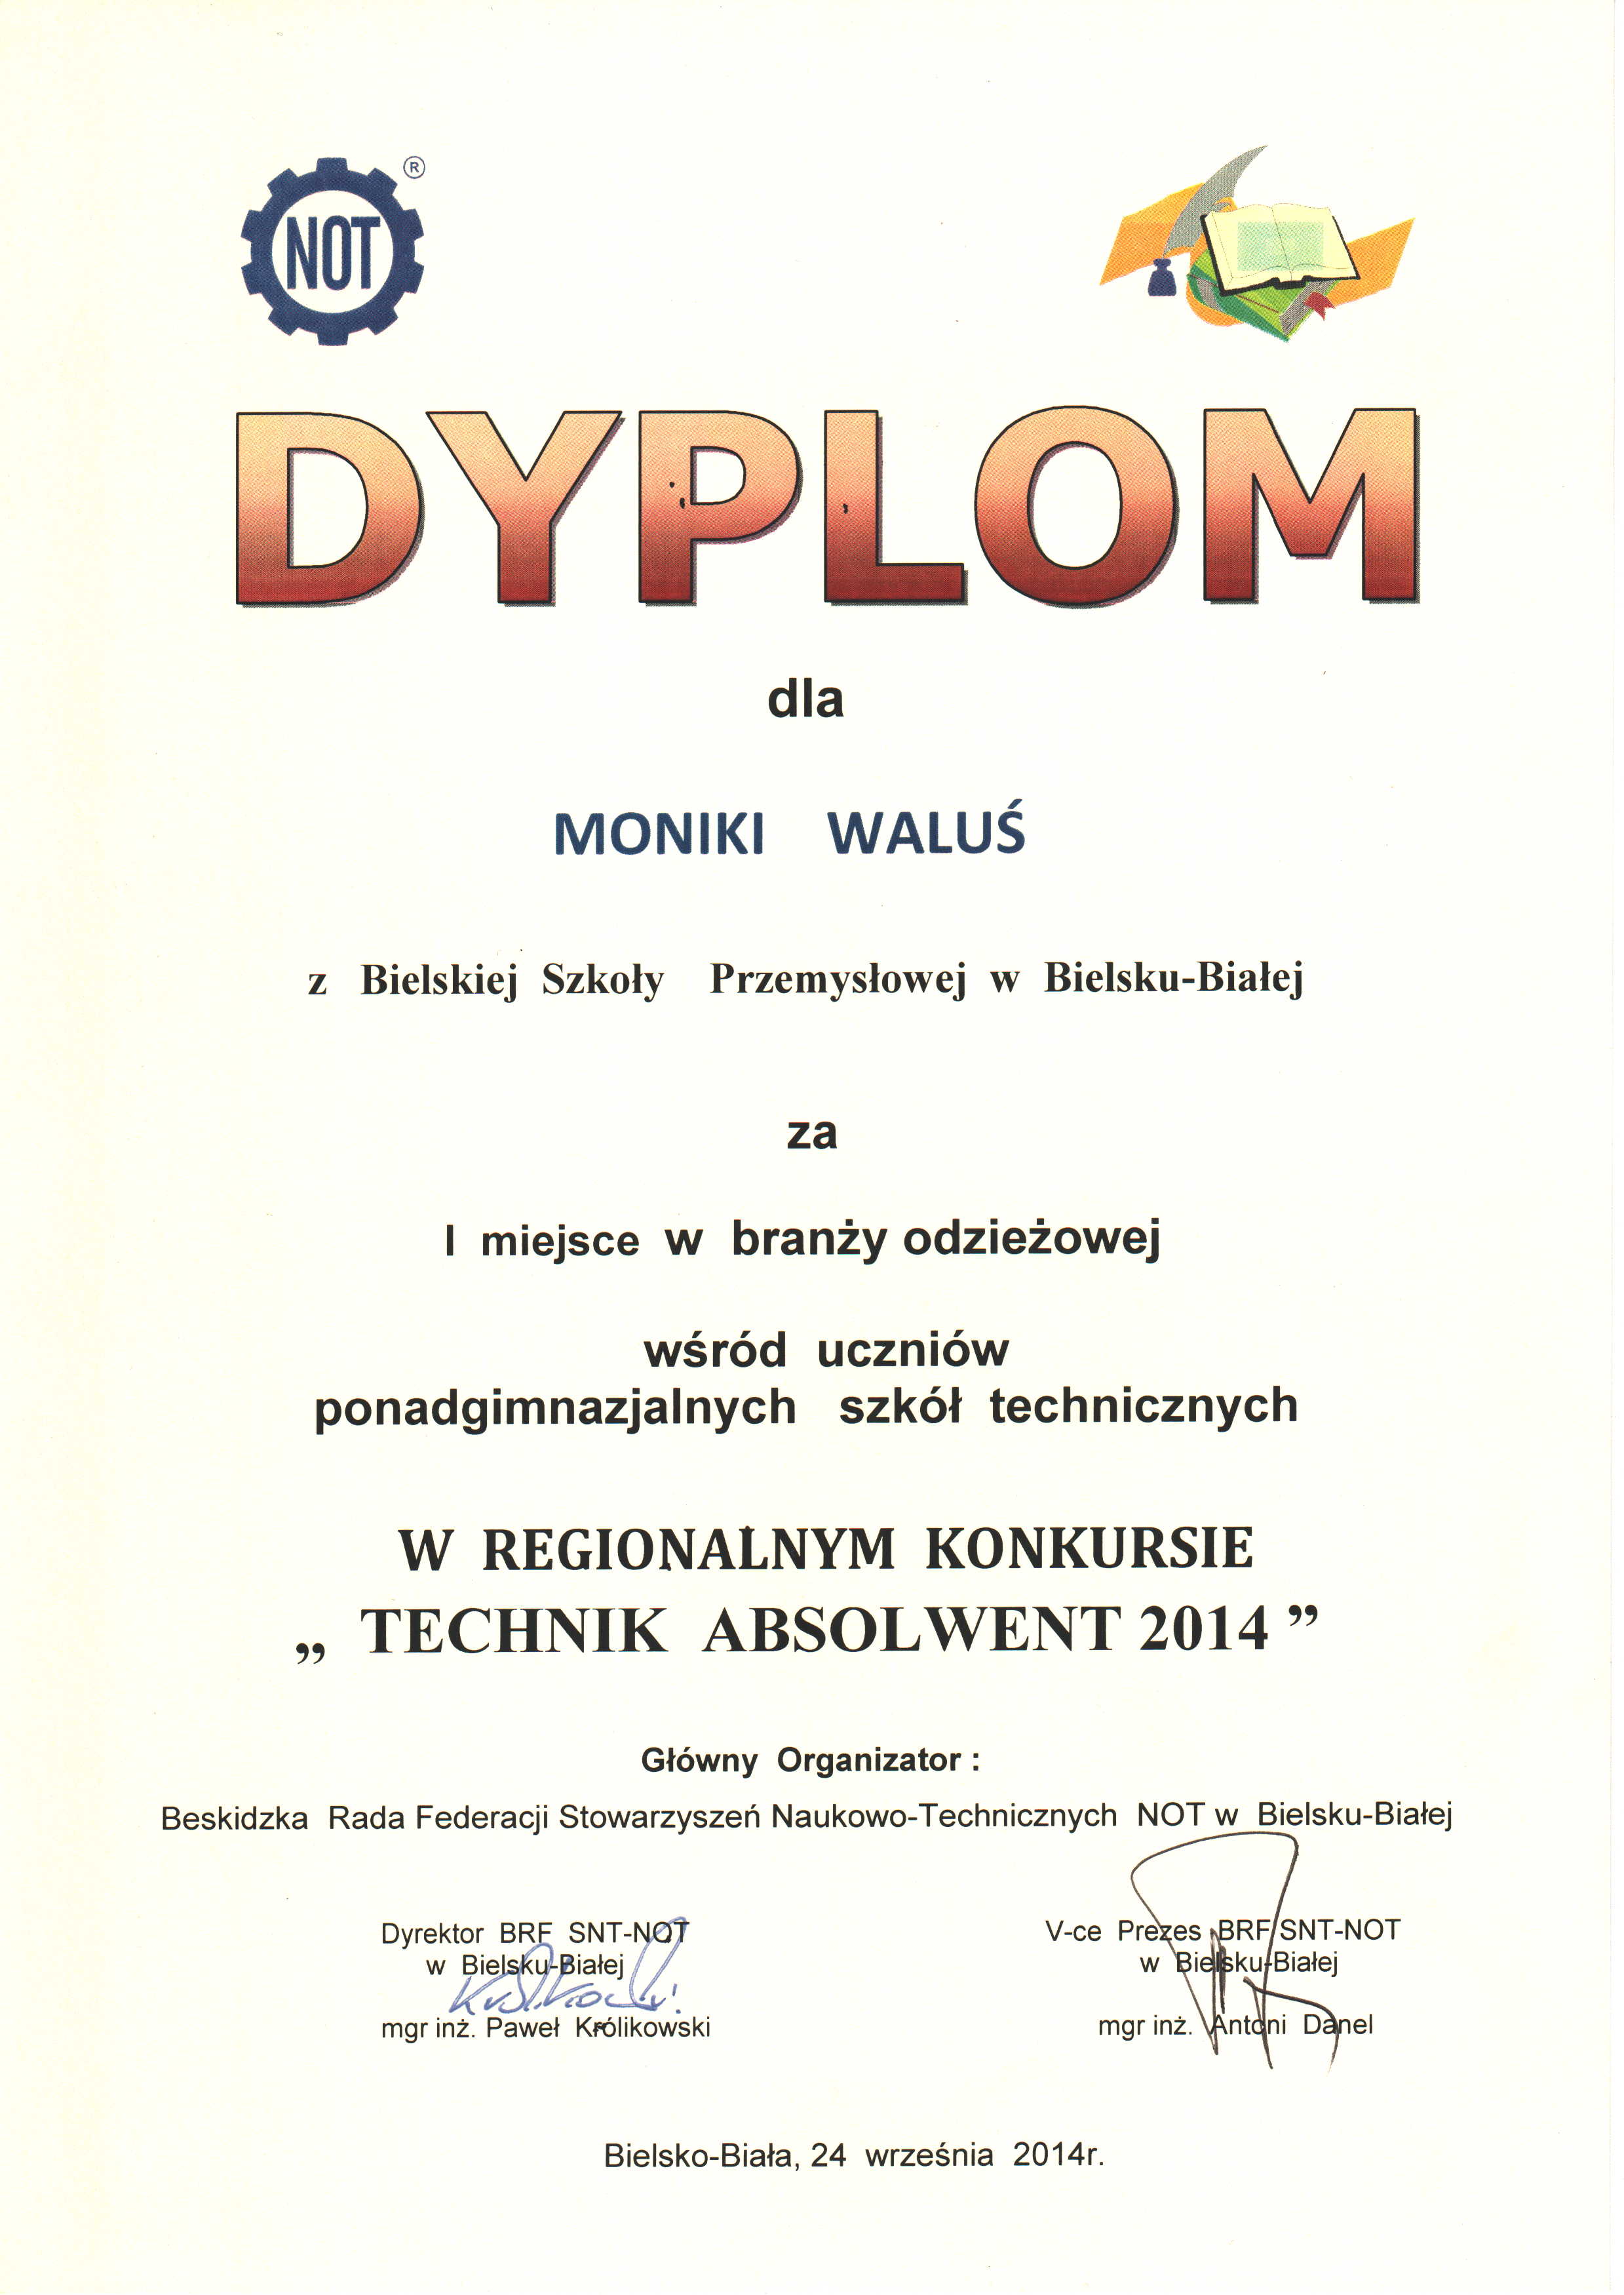 NOT ®
DYPLOM
dla
MONIKI WALUŚ
z Bielskiej Szkoły Przemysłowej w Bielsku-Białej
za
I miejsce w branży odzieżowej
wśród uczniów
ponadgimnazjalnych szkół technicznych
W REGIONALNYM KONKURSIE
„ TECHNIK ABSOLWENT 2014 ”
Główny Organizator :
Beskidzka Rada Federacji Stowarzyszeń Naukowo-Technicznych NOT w Bielsku-Białej
Dyrektor BRF SNT-NOT
w Bielsku-Białej
mgr inż. Paweł Królikowski
V-ce Prezes BRF SNT-NOT
w Bielsku-Białej
mgr inż. Antoni Danel
Bielsko-Biała, 24 września 2014r.